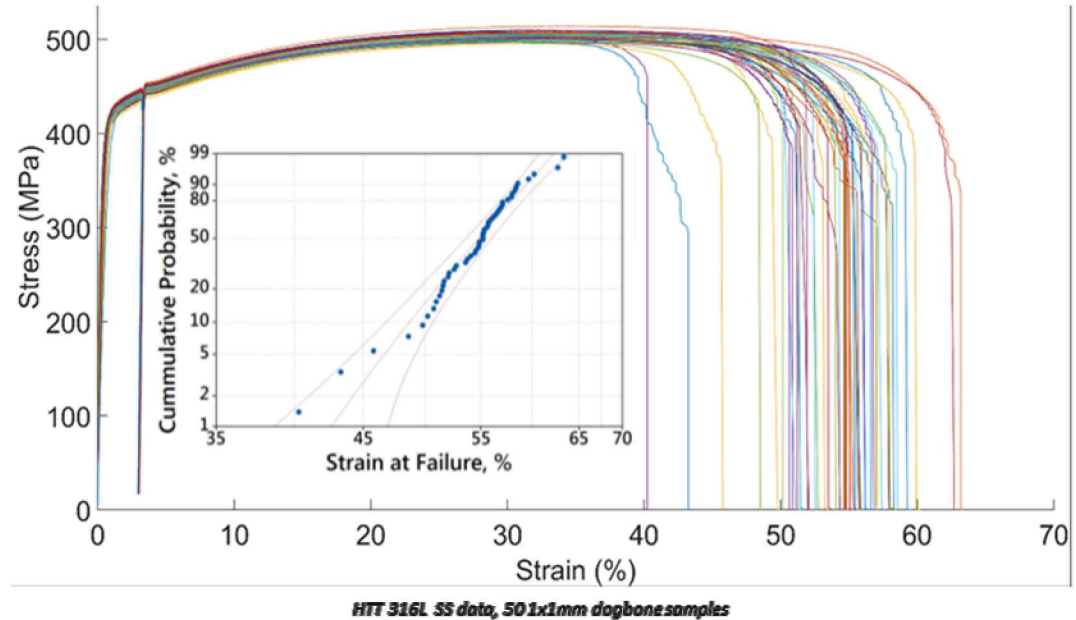 500
400
300
200
100
0
Stress (MPa)
0 10 20 30 40 50 60 70
Strain (%)
99
90
80
50
20
10
5
2
1
Cummulative Probability, %
35 45 55 65 70
Strain at Failure, %
HTT 316L SS data, 50 1x1mm dogbone samples